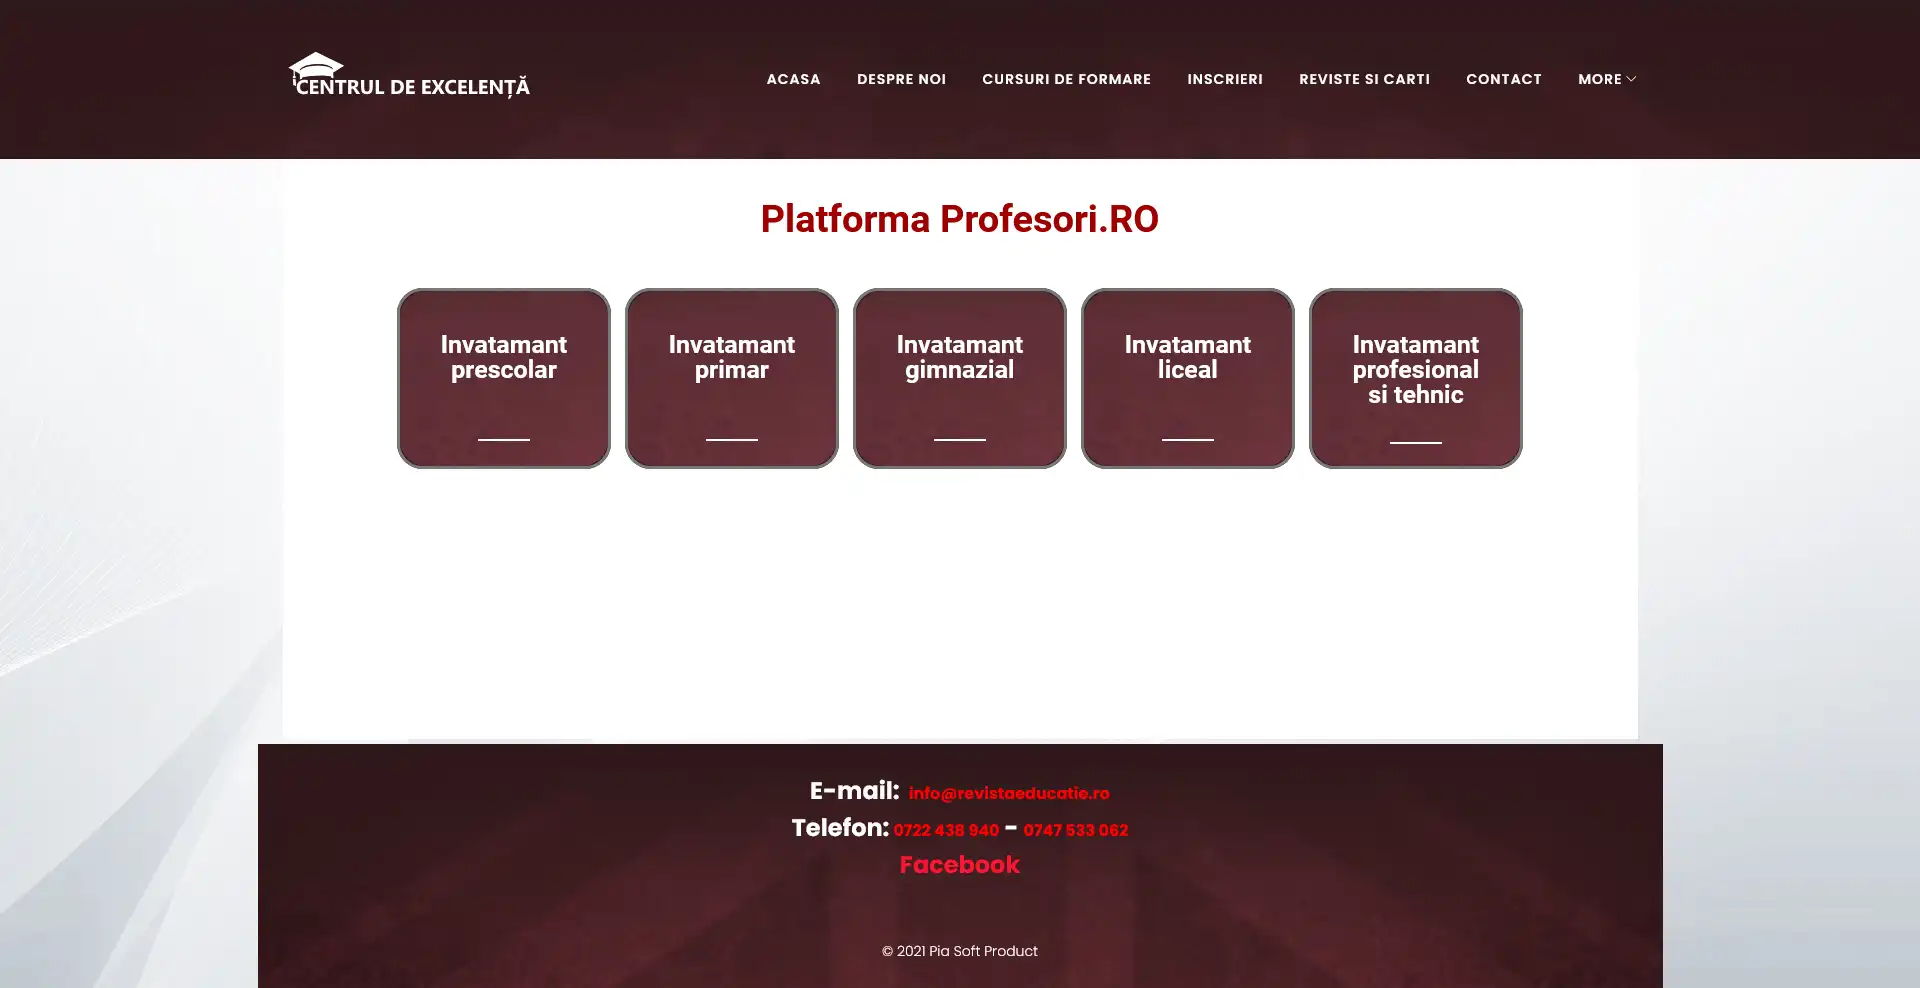 CENTRUL DE EXCELENȚĂ
ACASA DESPRE NOI CURSURI DE FORMARE INSCRIERI REVISTE SI CARTI CONTACT MORE
Platforma Profesori.RO
Invatamant
prescolar
Invatamant
primar
Invatamant
gimnazial
Invatamant
liceal
Invatamant
profesional
si tehnic
E-mail: info@revistaeducatie.ro
Telefon: 0722 438 940 - 0747 533 062
Facebook
© 2021 Pia Soft Product